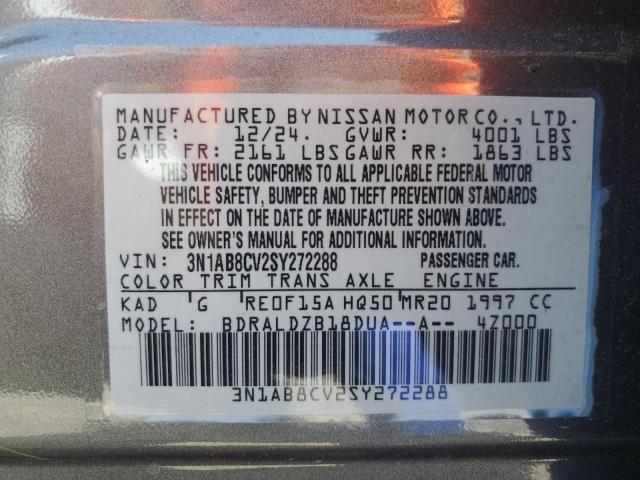 MANUFACTURED BY NISSAN MOTOR CO., LTD.
DATE: 12/24. GVWR: 4001 LBS
GAWR FR: 2161 LBS GAWR RR: 1863 LBS
THIS VEHICLE CONFORMS TO ALL APPLICABLE FEDERAL MOTOR
VEHICLE SAFETY, BUMPER AND THEFT PREVENTION STANDARDS
IN EFFECT ON THE DATE OF MANUFACTURE SHOWN ABOVE.
SEE OWNER'S MANUAL FOR ADDITIONAL INFORMATION.
VIN: 3N1AB8CV2SY272288 PASSENGER CAR.
COLOR TRIM TRANS AXLE ENGINE
KAD G RE0F15A HQ50 MR20 1997 CC
MODEL: BDRALDZB18DUA--A-- 4Z000
3N1AB8CV2SY272288